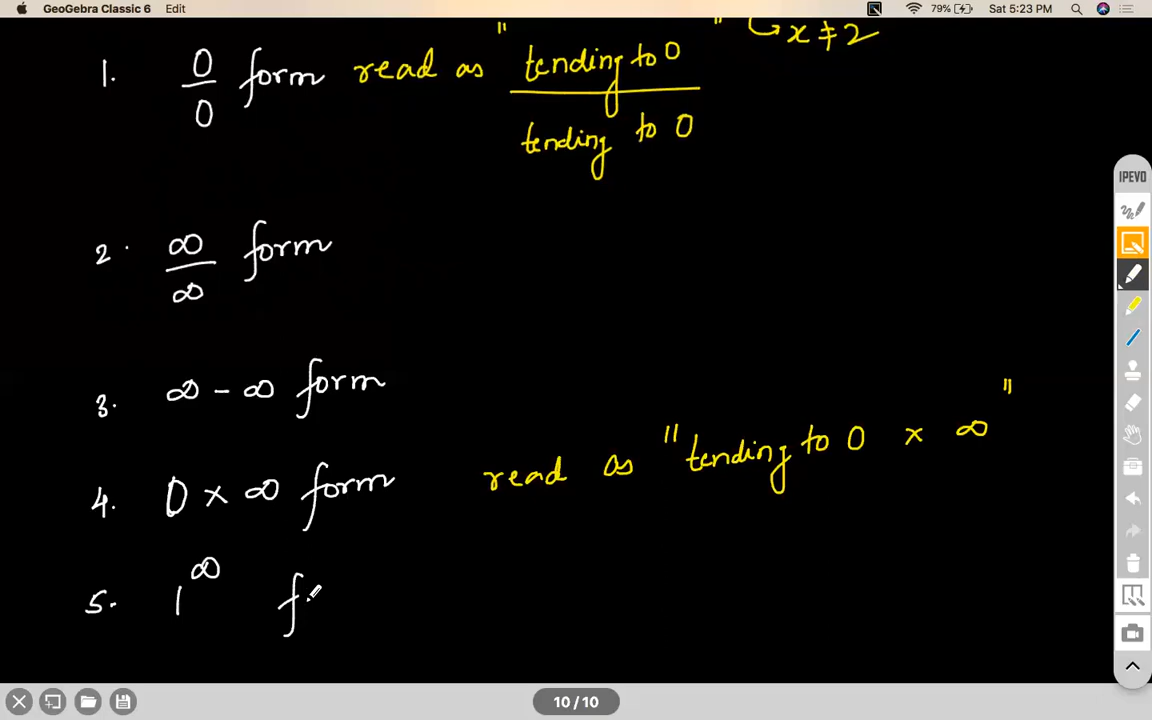 GeoGebra Classic 6 Edit 79% Sat 5:23 PM
" ↳ x ≠ 2
1. 0/0 form read as "tending to 0 / tending to 0"
2. ∞/∞ form
3. ∞ - ∞ form
4. 0 × ∞ form read as "tending to 0 × ∞"
5. 1^∞ f
IPEVO
10 / 10